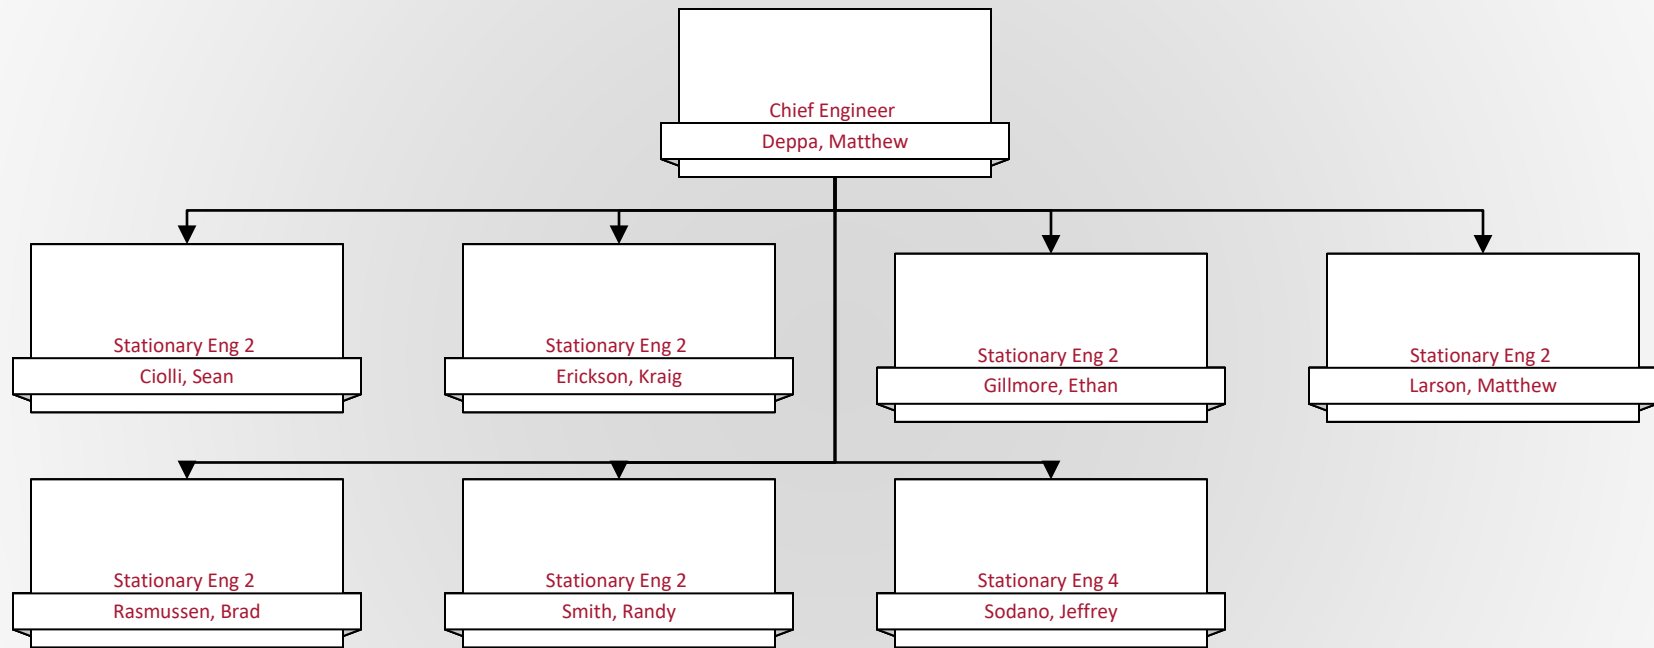 Chief Engineer
Deppa, Matthew
Stationary Eng 2
Ciolli, Sean
Stationary Eng 2
Erickson, Kraig
Stationary Eng 2
Gillmore, Ethan
Stationary Eng 2
Larson, Matthew
Stationary Eng 2
Rasmussen, Brad
Stationary Eng 2
Smith, Randy
Stationary Eng 4
Sodano, Jeffrey